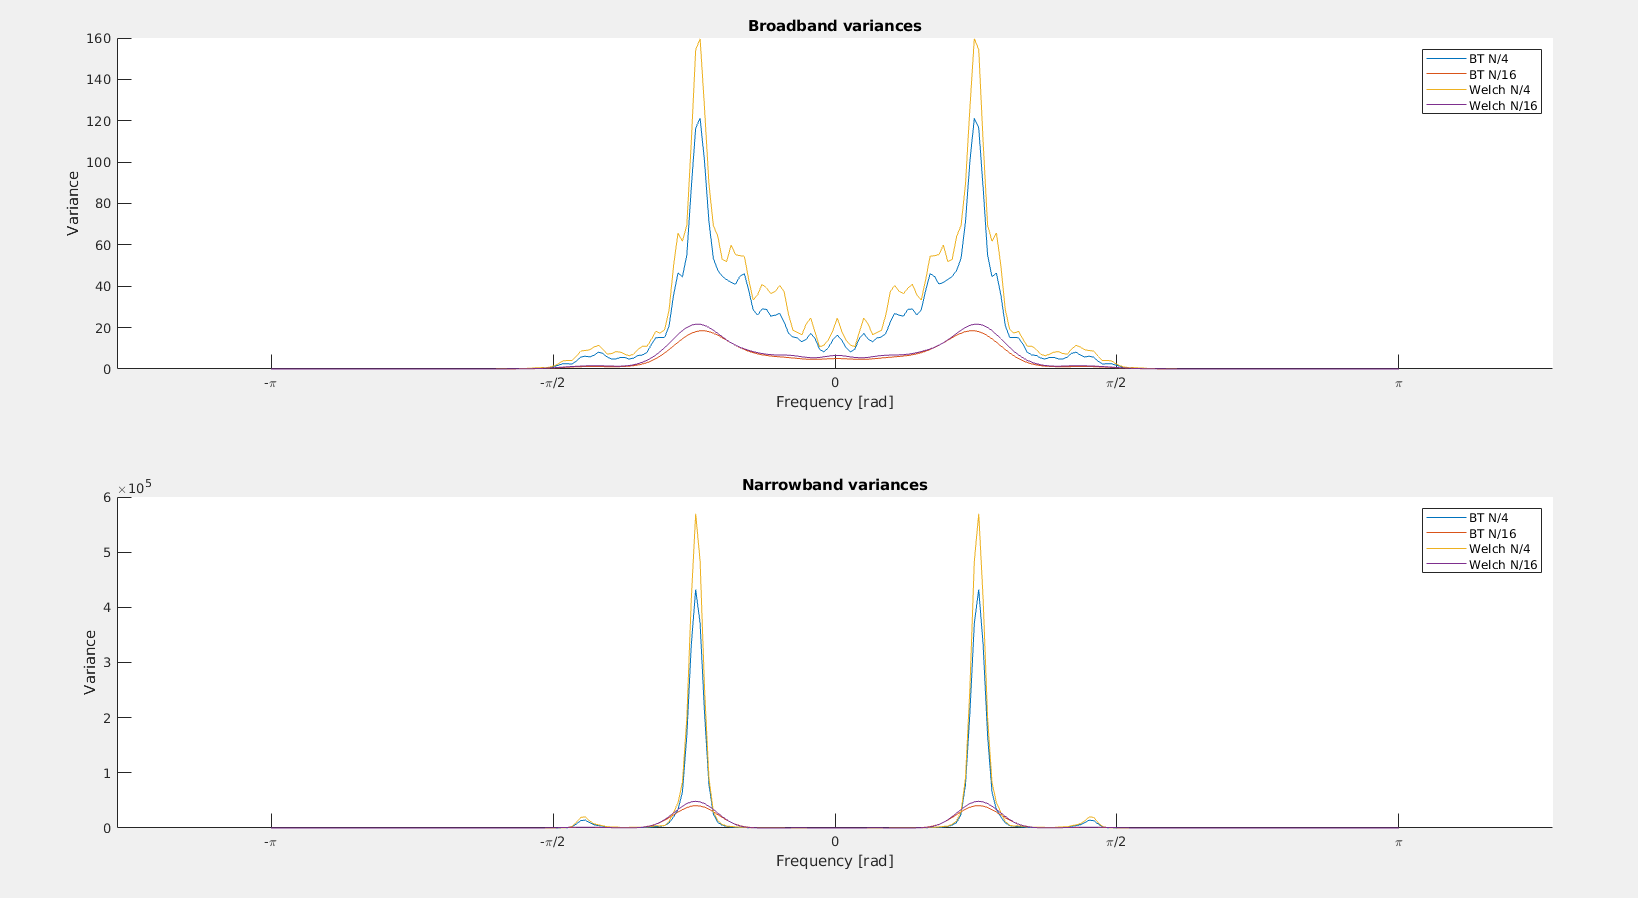 Broadband variances
160
140
120
100
80
60
40
20
0
Variance
-π
-π/2
0
π/2
π
Frequency [rad]
BT N/4
BT N/16
Welch N/4
Welch N/16
Narrowband variances
×10^5
6
5
4
3
2
1
0
Variance
-π
-π/2
0
π/2
π
Frequency [rad]
BT N/4
BT N/16
Welch N/4
Welch N/16